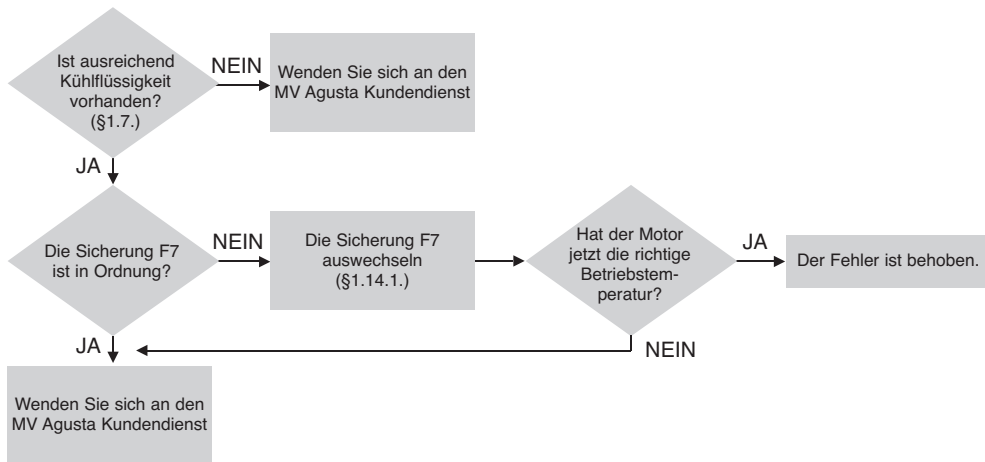 Ist ausreichend
Kühlflüssigkeit
vorhanden?
(§1.7.)
NEIN
Wenden Sie sich an den
MV Agusta Kundendienst
JA
Die Sicherung F7
ist in Ordnung?
NEIN
Die Sicherung F7
auswechseln
(§1.14.1.)
Hat der Motor
jetzt die richtige
Betriebstem-
peratur?
JA
Der Fehler ist behoben.
NEIN
JA
Wenden Sie sich an den
MV Agusta Kundendienst